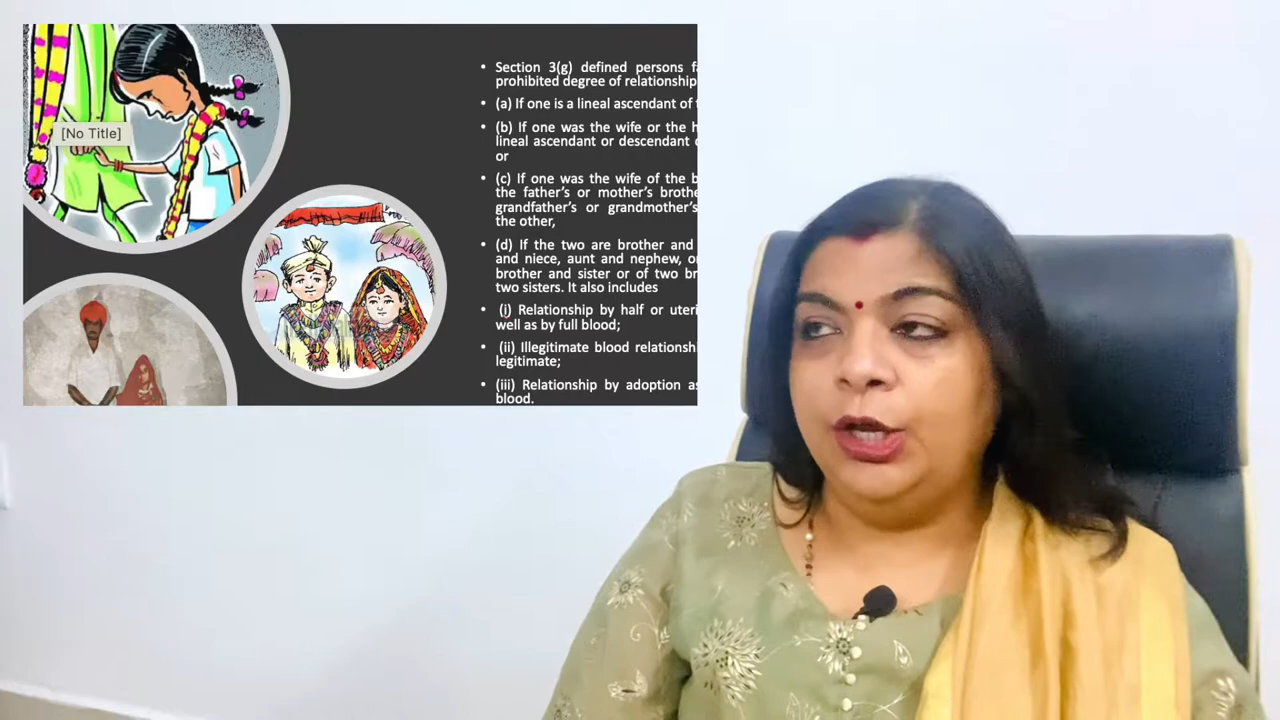 [No Title]
• Section 3(g) defined persons
prohibited degree of relationship
• (a) If one is a lineal ascendant of
• (b) If one was the wife or the
lineal ascendant or descendant
or
• (c) If one was the wife of the
the father's or mother's
grandfather's or grandmother's
the other,
• (d) If the two are brother and
and niece, aunt and nephew,
brother and sister or of two
two sisters. It also includes
• (i) Relationship by half or
well as by full blood;
• (ii) Illegitimate blood
legitimate;
• (iii) Relationship by adoption
blood.